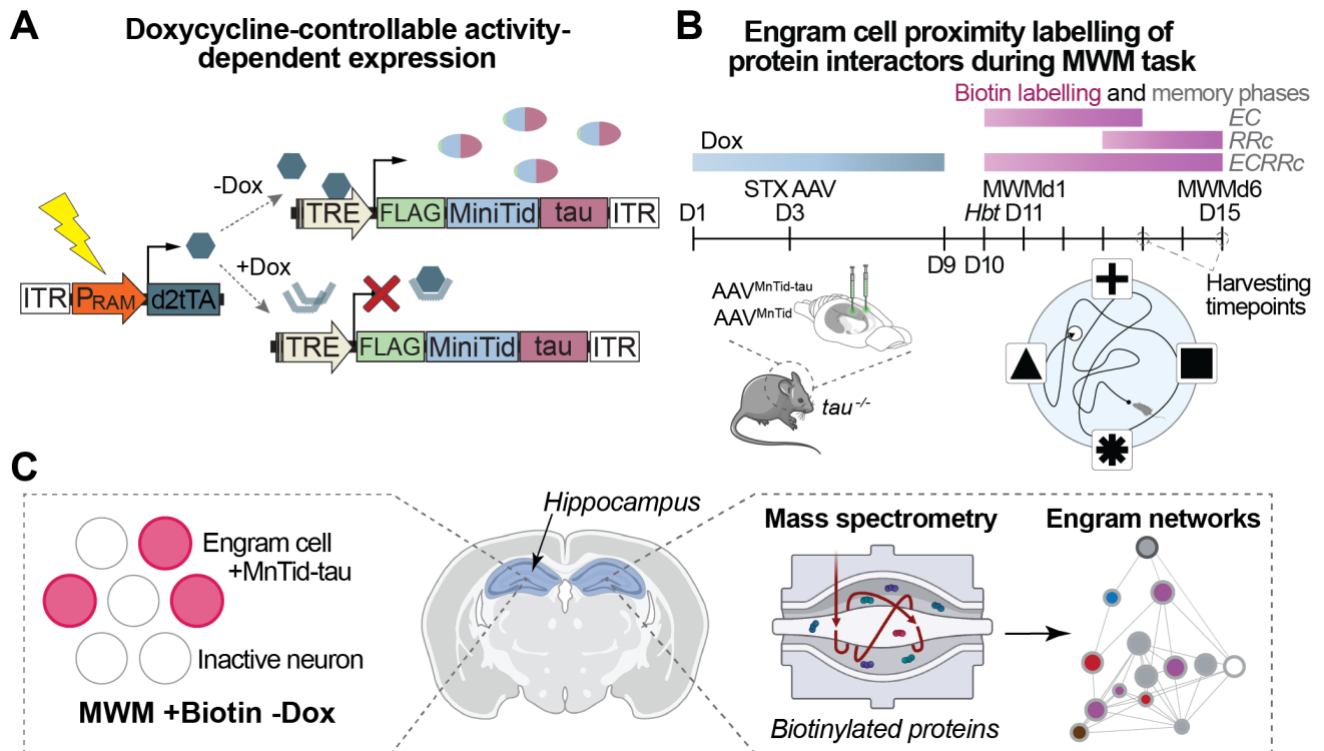 A
Doxycycline-controllable activity-
dependent expression
-Dox
TRE
FLAG
MiniTid
tau
ITR
ITR
PRAM
d2tTA
+Dox
TRE
FLAG
MiniTid
tau
ITR
B
Engram cell proximity labelling of
protein interactors during MWM task
Biotin labelling and memory phases
EC
RRc
ECRRc
Dox
STX AAV
MWMd1
MWMd6
D1
D3
Hbt D11
D15
D9
D10
Harvesting
timepoints
AAVMnTid-tau
AAVMnTid
tau-/-
C
Engram cell
+MnTid-tau
Inactive neuron
MWM +Biotin -Dox
Hippocampus
Mass spectrometry
Biotinylated proteins
Engram networks